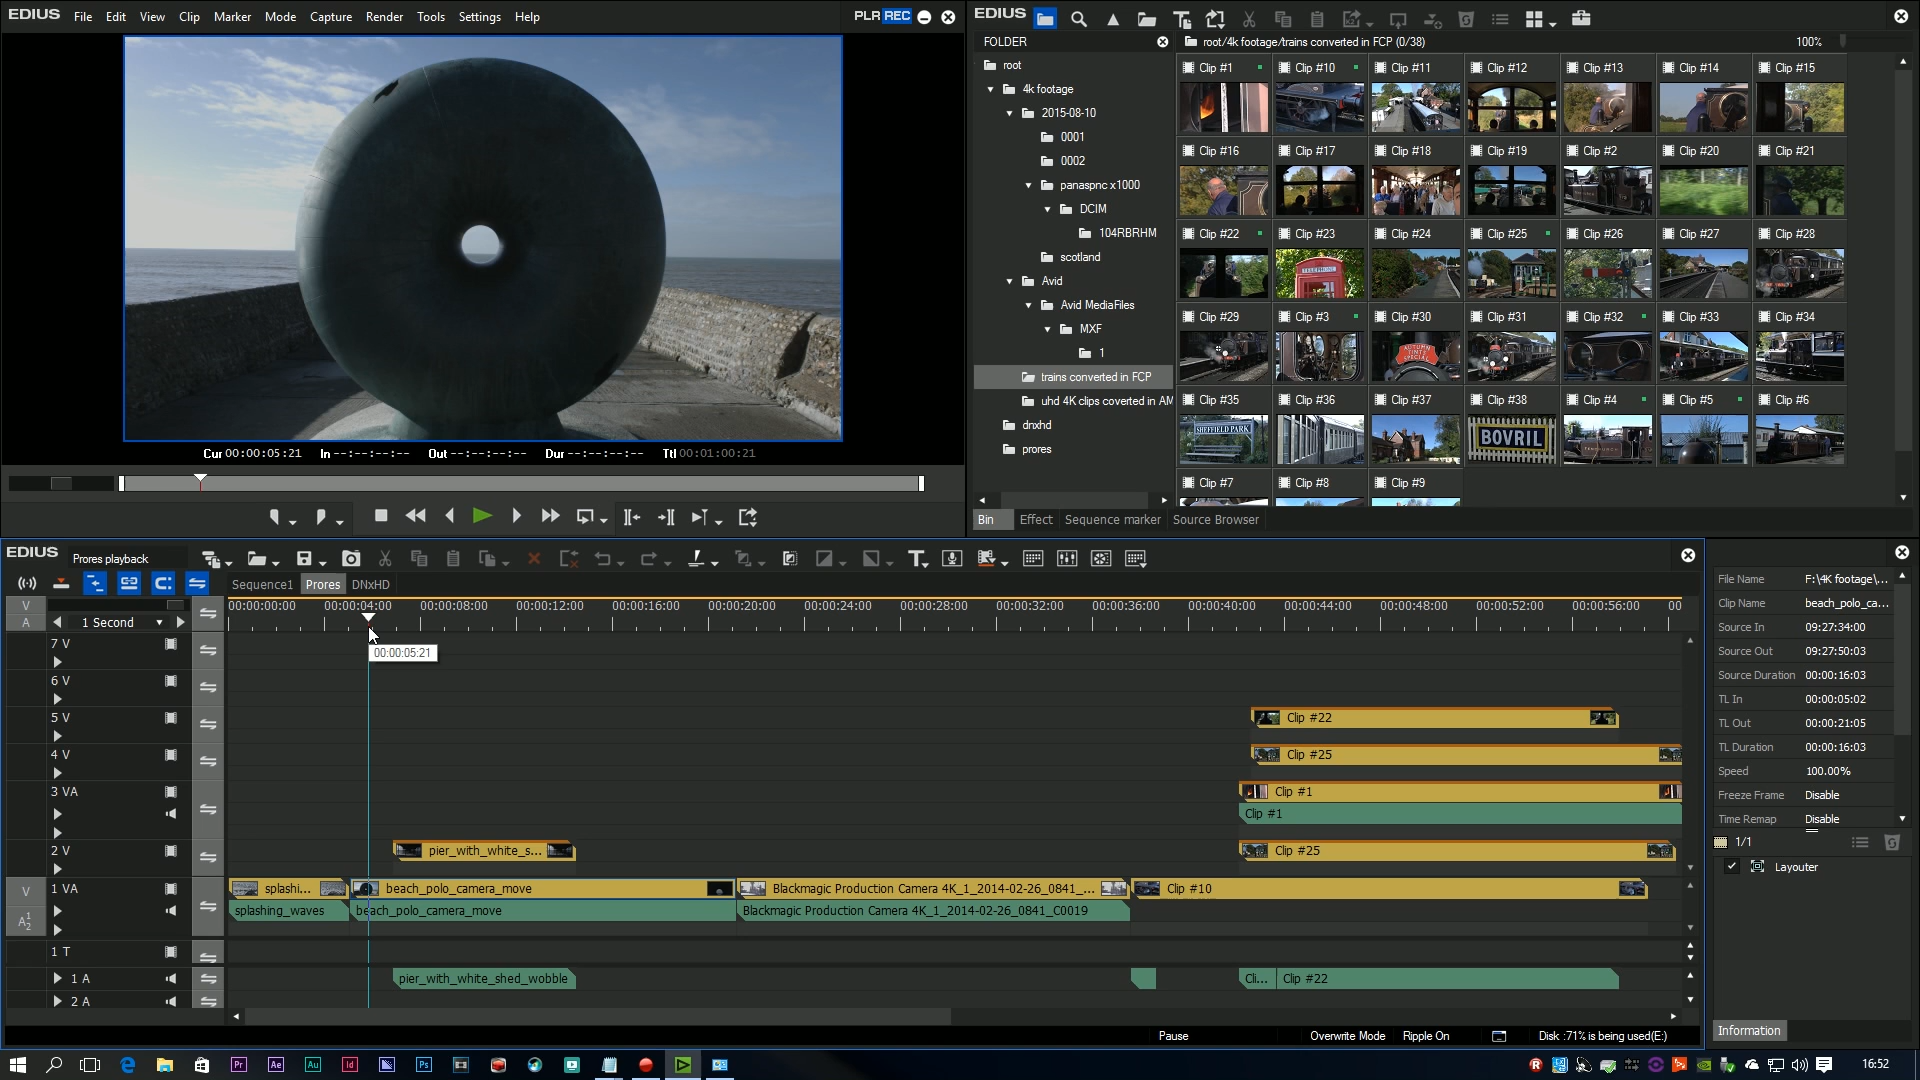 EDIUS File Edit View Clip Marker Mode Capture Render Tools Settings Help PLR REC
Cur 00:00:05:21 In --:--:--:-- Out --:--:--:-- Dur --:--:--:-- Ttl 00:01:00:21
EDIUS
FOLDER
root/4k footage/trains converted in FCP (0/38) 100%
root
4k footage
2015-08-10
0001
0002
panaspnc x1000
DCIM
104RBRHM
scotland
Avid
Avid MediaFiles
MXF
1
trains converted in FCP
uhd 4K clips coverted in AM
dnxhd
prores
Clip #1 Clip #10 Clip #11 Clip #12 Clip #13 Clip #14 Clip #15
Clip #16 Clip #17 Clip #18 Clip #19 Clip #2 Clip #20 Clip #21
Clip #22 Clip #23 Clip #24 Clip #25 Clip #26 Clip #27 Clip #28
TELEPHONE
Clip #29 Clip #3 Clip #30 Clip #31 Clip #32 Clip #33 Clip #34
AUTUMN TINTS SPECIAL
Clip #35 Clip #36 Clip #37 Clip #38 Clip #4 Clip #5 Clip #6
SHEFFIELD PARK
BOVRIL
Clip #7 Clip #8 Clip #9
Bin Effect Sequence marker Source Browser
EDIUS Prores playback
Sequence1 Prores DNxHD
V
A
1 Second
00:00:00:00 00:00:04:00 00:00:08:00 00:00:12:00 00:00:16:00 00:00:20:00 00:00:24:00 00:00:28:00 00:00:32:00 00:00:36:00 00:00:40:00 00:00:44:00 00:00:48:00 00:00:52:00 00:00:56:00 00
00:00:05:21
7 V
6 V
5 V Clip #22
4 V Clip #25
3 VA Clip #1
Clip #1
2 V pier_with_white_s... Clip #25
V 1 VA splashi... beach_polo_camera_move Blackmagic Production Camera 4K_1_2014-02-26_0841_... Clip #10
A 1 2 splashing_waves beach_polo_camera_move Blackmagic Production Camera 4K_1_2014-02-26_0841_C0019
1 T
1 A pier_with_white_shed_wobble Cli... Clip #22
2 A
Pause Overwrite Mode Ripple On Disk :71% is being used(E:)
File Name F:\4K footage\...
Clip Name beach_polo_ca...
Source In 09:27:34:00
Source Out 09:27:50:03
Source Duration 00:00:16:03
TL In 00:00:05:02
TL Out 00:00:21:05
TL Duration 00:00:16:03
Speed 100.00%
Freeze Frame Disable
Time Remap Disable
1/1
Layouter
Information
Pr Ae Au Id Ps
16:52